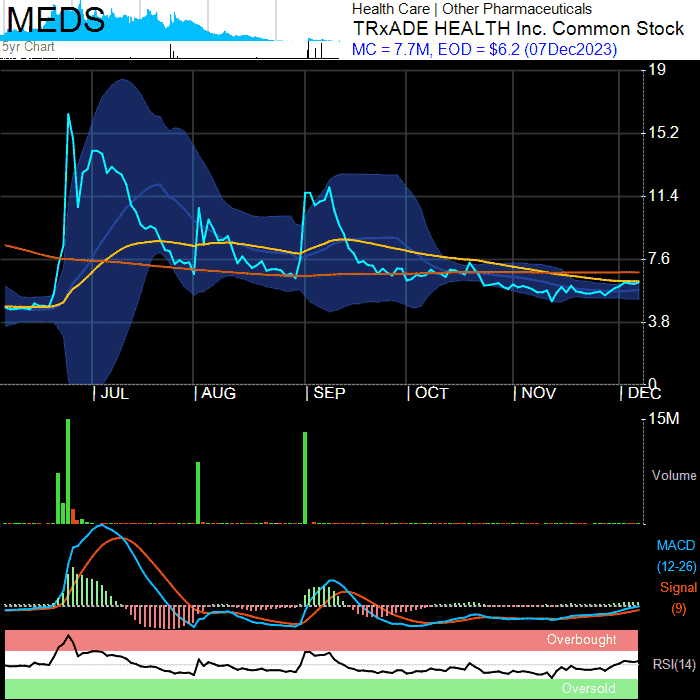 MEDS
5yr Chart
Health Care | Other Pharmaceuticals
TRxADE HEALTH Inc. Common Stock
MC = 7.7M, EOD = $6.2 (07Dec2023)
19
15.2
11.4
7.6
3.8
0
JUL AUG SEP OCT NOV DEC
15M
Volume
MACD
(12-26)
Signal
(9)
Overbought
RSI(14)
Oversold